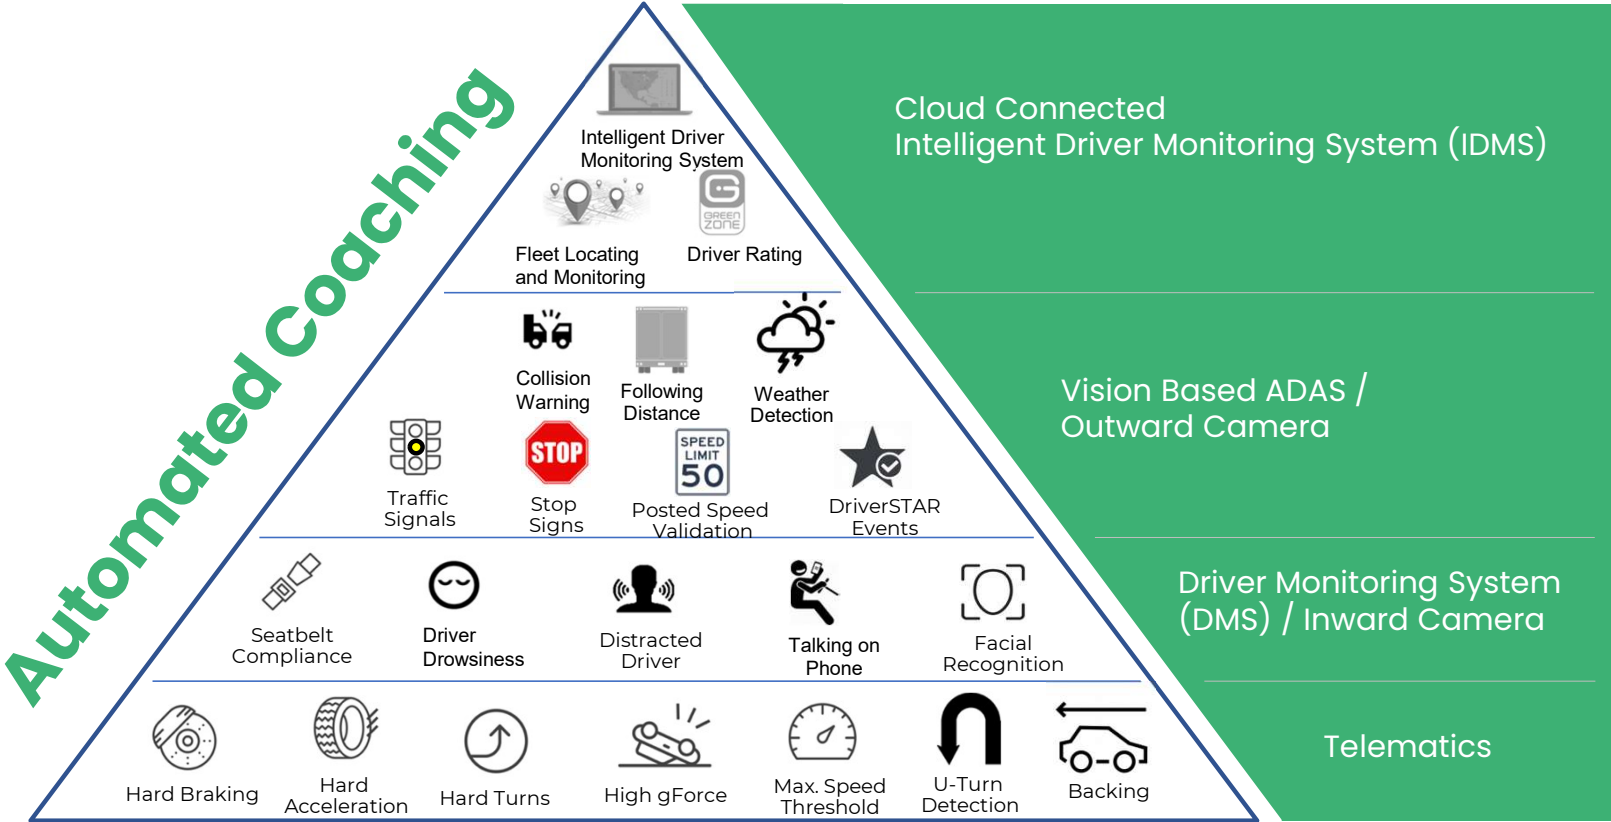 Automated Coaching
Intelligent Driver
Monitoring System
G
GREEN
ZONE
Fleet Locating
and Monitoring
Driver Rating
Cloud Connected
Intelligent Driver Monitoring System (IDMS)
Collision
Warning
Following
Distance
Weather
Detection
STOP
SPEED
LIMIT
50
Traffic
Signals
Stop
Signs
Posted Speed
Validation
DriverSTAR
Events
Vision Based ADAS /
Outward Camera
Seatbelt
Compliance
Driver
Drowsiness
Distracted
Driver
Talking on
Phone
Facial
Recognition
Driver Monitoring System
(DMS) / Inward Camera
Hard Braking
Hard
Acceleration
Hard Turns
High gForce
Max. Speed
Threshold
U-Turn
Detection
Backing
Telematics